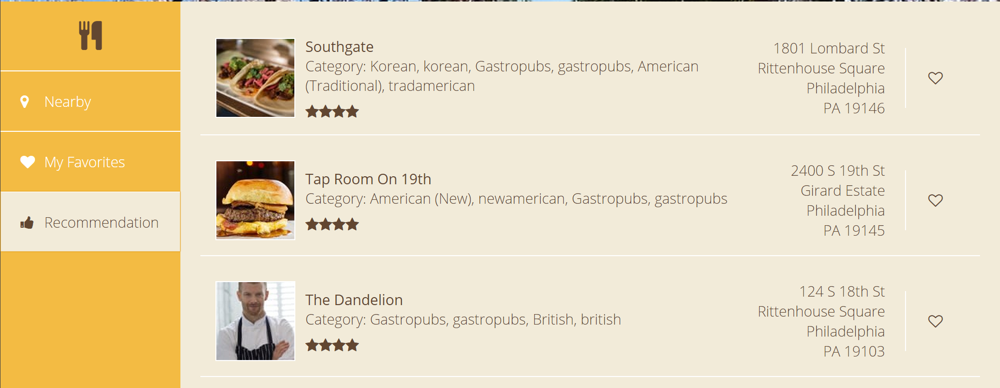 Nearby
My Favorites
Recommendation
Southgate
Category: Korean, korean, Gastropubs, gastropubs, American
(Traditional), tradamerican
1801 Lombard St
Rittenhouse Square
Philadelphia
PA 19146
Tap Room On 19th
Category: American (New), newamerican, Gastropubs, gastropubs
2400 S 19th St
Girard Estate
Philadelphia
PA 19145
The Dandelion
Category: Gastropubs, gastropubs, British, british
124 S 18th St
Rittenhouse Square
Philadelphia
PA 19103